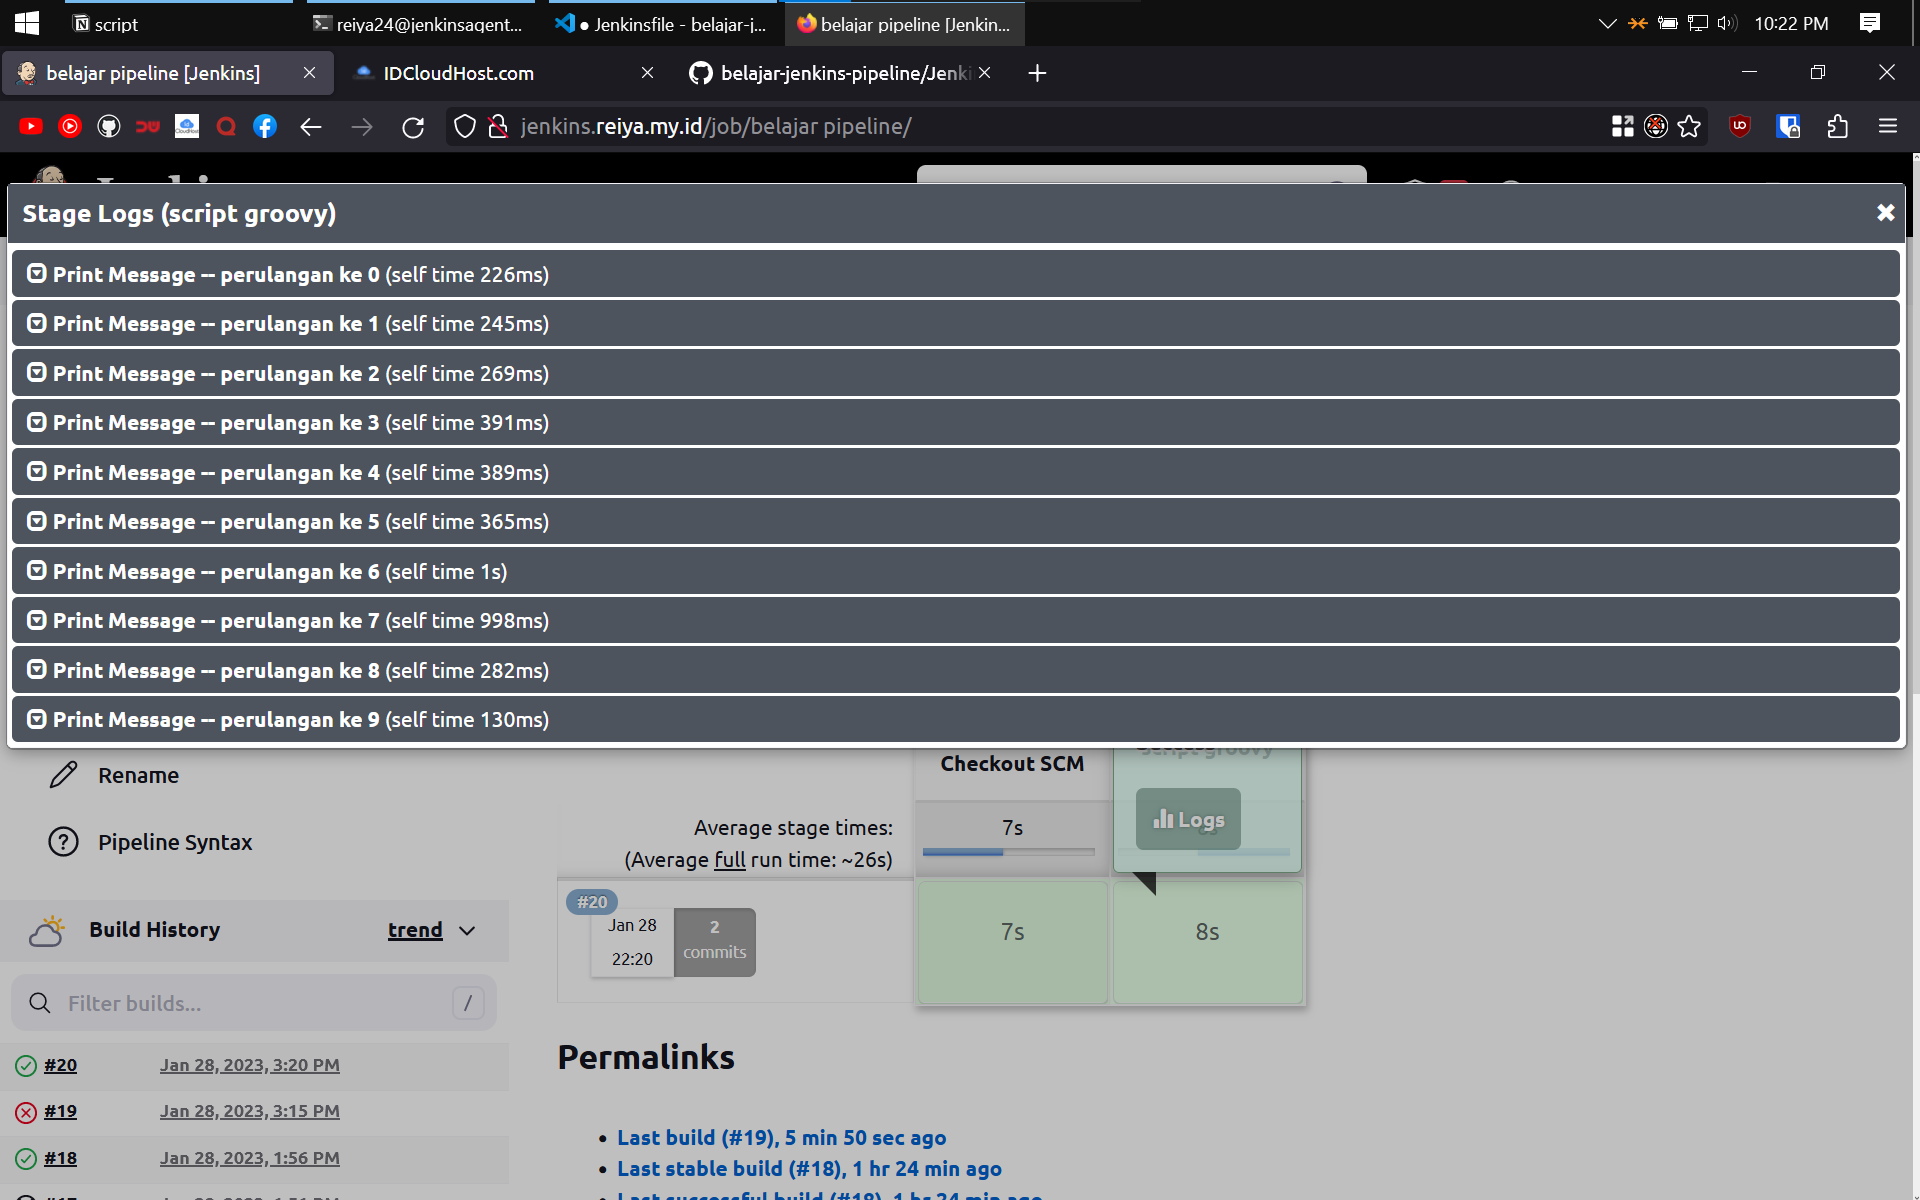 script
reiya24@jenkinsagent...
● Jenkinsfile - belajar-j...
belajar pipeline [Jenkin...
10:22 PM
belajar pipeline [Jenkins]
IDCloudHost.com
belajar-jenkins-pipeline/Jenki
jenkins.reiya.my.id/job/belajar pipeline/
Stage Logs (script groovy)
Print Message -- perulangan ke 0 (self time 226ms)
Print Message -- perulangan ke 1 (self time 245ms)
Print Message -- perulangan ke 2 (self time 269ms)
Print Message -- perulangan ke 3 (self time 391ms)
Print Message -- perulangan ke 4 (self time 389ms)
Print Message -- perulangan ke 5 (self time 365ms)
Print Message -- perulangan ke 6 (self time 1s)
Print Message -- perulangan ke 7 (self time 998ms)
Print Message -- perulangan ke 8 (self time 282ms)
Print Message -- perulangan ke 9 (self time 130ms)
Rename
Pipeline Syntax
Build History
trend
Filter builds...
/
#20 Jan 28, 2023, 3:20 PM
#19 Jan 28, 2023, 3:15 PM
#18 Jan 28, 2023, 1:56 PM
Checkout SCM
script groovy
Logs
Average stage times:
(Average full run time: ~26s)
7s
#20
Jan 28
22:20
2
commits
7s
8s
Permalinks
Last build (#19), 5 min 50 sec ago
Last stable build (#18), 1 hr 24 min ago
Last successful build (#18), 1 hr 24 min ago